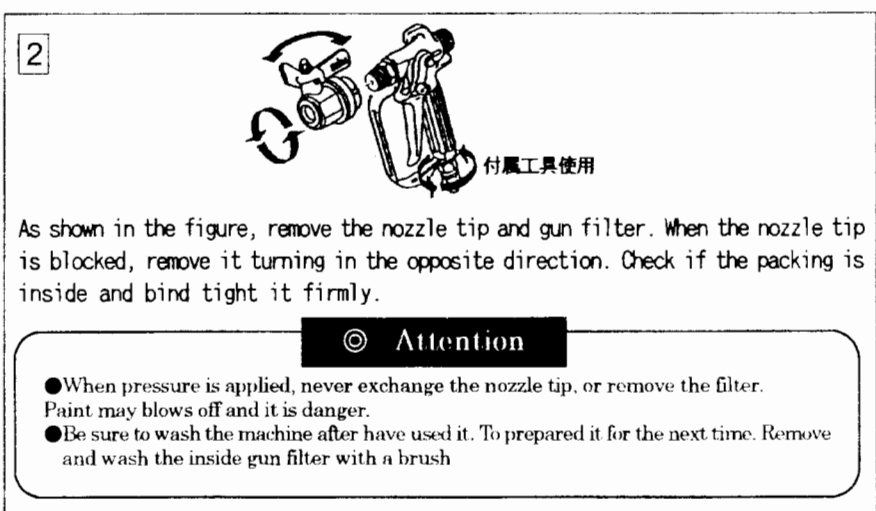 2
付属工具使用
As shown in the figure, remove the nozzle tip and gun filter. When the nozzle tip
is blocked, remove it turning in the opposite direction. Check if the packing is
inside and bind tight it firmly.
◎ Attention
●When pressure is applied, never exchange the nozzle tip, or remove the filter.
Paint may blows off and it is danger.
●Be sure to wash the machine after have used it. To prepared it for the next time. Remove
and wash the inside gun filter with a brush